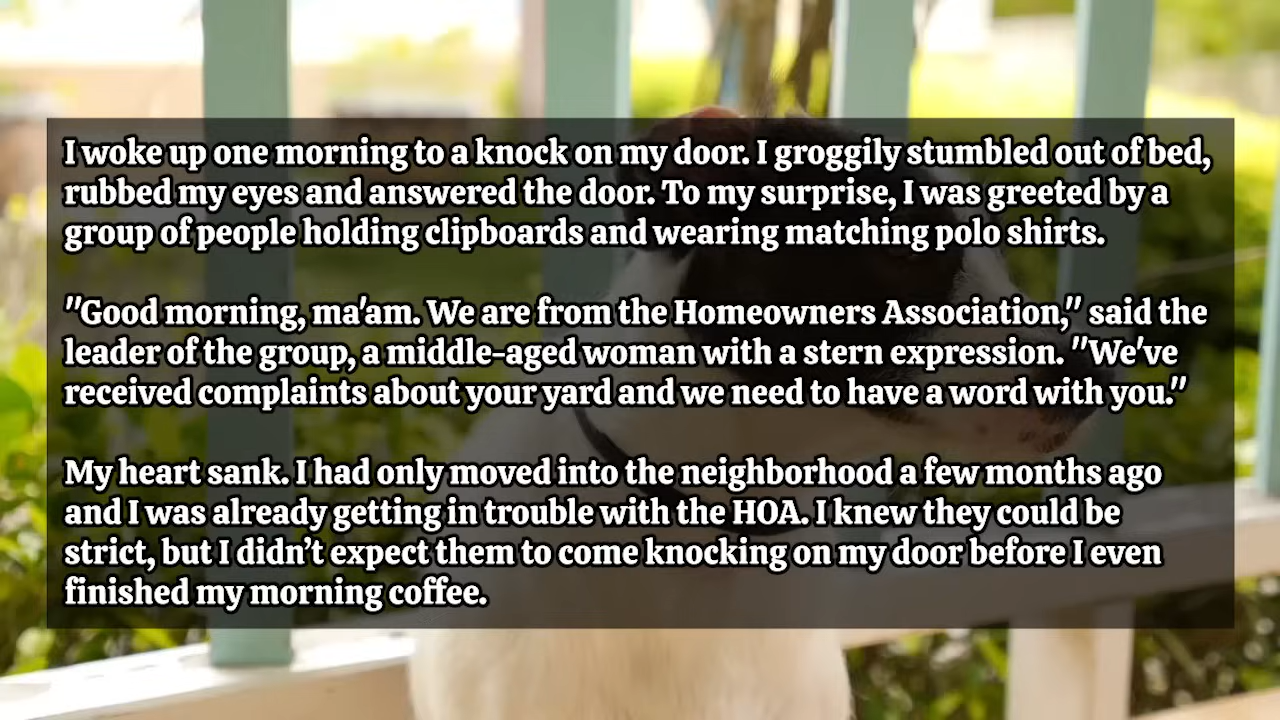 I woke up one morning to a knock on my door. I groggily stumbled out of bed,
rubbed my eyes and answered the door. To my surprise, I was greeted by a
group of people holding clipboards and wearing matching polo shirts.
"Good morning, ma'am. We are from the Homeowners Association," said the
leader of the group, a middle-aged woman with a stern expression. "We've
received complaints about your yard and we need to have a word with you."
My heart sank. I had only moved into the neighborhood a few months ago
and I was already getting in trouble with the HOA. I knew they could be
strict, but I didn’t expect them to come knocking on my door before I even
finished my morning coffee.